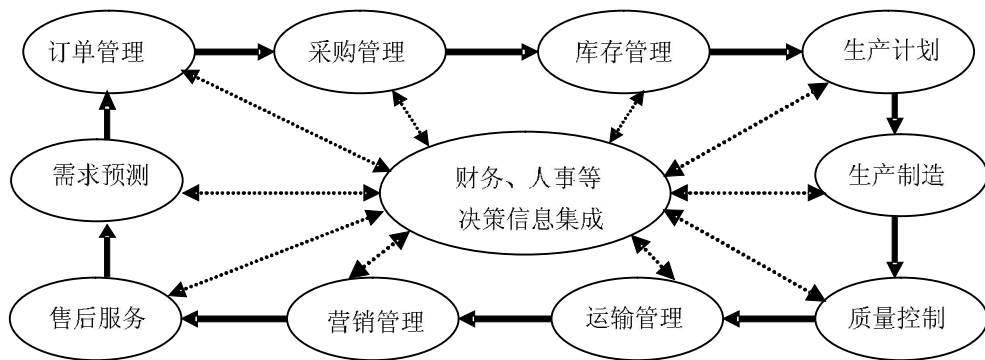 订单管理
采购管理
库存管理
生产计划
需求预测
财务、人事等
决策信息集成
生产制造
售后服务
营销管理
运输管理
质量控制